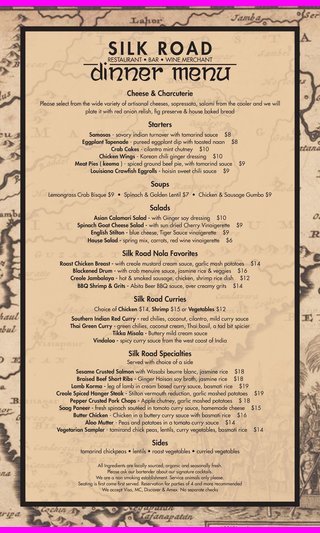 Lahor
Jamba
SILK ROAD
RESTAURANT • BAR • WINE MERCHANT
dinner menu
Cheese & Charcuterie
Please select from the wide variety of artisanal cheeses, sopressata, salami from the cooler and we will
plate it with red onion relish, fig preserve & house baked bread
Starters
Samosas - savory indian turnover with tamarind sauce $8
Eggplant Tapenade - pureed eggplant dip with toasted naan $8
Crab Cakes - cilantro mint chutney $10
Chicken Wings - Korean chili ginger dressing $10
Meat Pies ( keema ) - spiced ground beef pie, with tamarind sauce $9
Louisiana Crawfish Eggrolls - hoisin sweet chili sauce $9
Soups
Lemongrass Crab Bisque $9 • Spinach & Golden Lentil $7 • Chicken & Sausage Gumbo $9
Salads
Asian Calamari Salad - with Ginger soy dressing $10
Spinach Goat Cheese Salad - with sun dried Cherry Vinaigrette $9
English Stilton - blue cheese, Tiger Sauce vinaigrette $9
House Salad - spring mix, carrots, red wine vinaigrette $6
Silk Road Nola Favorites
Roast Chicken Breast - with creole mustard cream sauce, garlic mash potatoes $14
Blackened Drum - with crab meniure sauce, jasmine rice & veggies $16
Creole Jambalaya - hot & smoked sausage, chicken, shrimp rice dish $12
BBQ Shrimp & Grits - Abita Beer BBQ sauce, over creamy grits $14
Silk Road Curries
Choice of Chicken $14, Shrimp $15 or Vegetables $12
Southern Indian Curry - red chilies, coconut, cilantro, mild curry sauce
Thai Green Curry - green chilies, coconut cream, Thai basil, a tad bit spicier
Tikka Misala - Buttery mild cream sauce
Vindaloo - spicy curry sauce from the west coast of India
Silk Road Specialties
Served with choice of a side
Sesame Crusted Salmon with Wasabi beurre blanc, jasmine rice $18
Braised Beef Short Ribs - Ginger Hoisan soy broth, jasmine rice $18
Lamb Korma - leg of lamb in cream based curry sauce, basmati rice $19
Creole Spiced Hanger Steak - Stilton vermouth reduction, garlic mashed potatoes $19
Pepper Crusted Pork Chops - Apple chutney, garlic mashed potatoes $18
Saag Paneer - fresh spinach sauteed in tomato curry sauce, homemade cheese $15
Butter Chicken - Chicken in a buttery curry sauce with basmati rice $16
Aloo Mutter - Peas and potatoes in a tomato curry sauce $14
Vegetarian Sampler - tamarind chick peas, lentils, curry vegetables, basmati rice $14
Sides
tamarind chickpeas • lentils • roast vegetables • curried vegetables
All Ingredients are locally sourced, organic and seasonally fresh.
Please ask our bartender about our signature cocktails.
We are a non smoking establishment. Service animals only please.
Seating is first come first served. Reservation for parties of 4 and more recommended
We accept Visa, MC, Discover & Amex. No separate checks
Negapatan
Jafanapatan